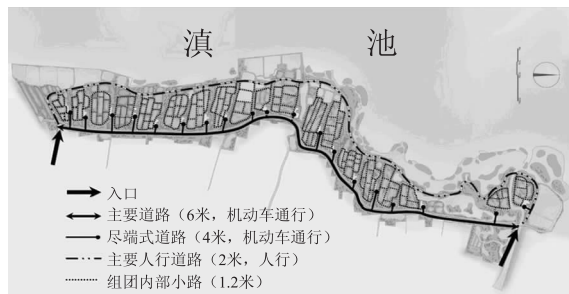 滇 池
入口
主要道路（6米，机动车通行）
尽端式道路（4米，机动车通行）
主要人行道路（2米，人行）
组团内部小路（1.2米）